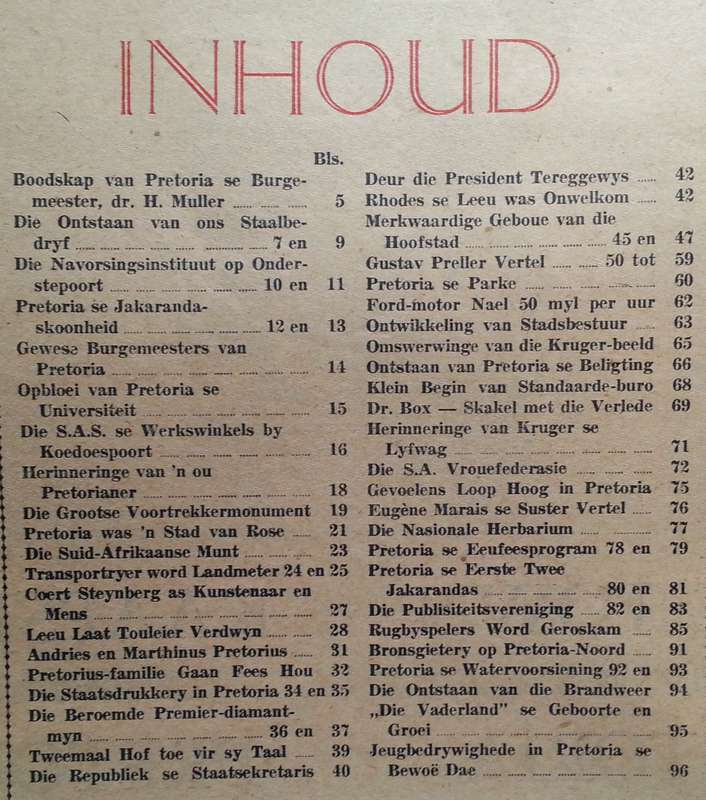 INHOUD
Bls.
Boodskap van Pretoria se Burge-
meester, dr. H. Muller ...... ...... ...... 5
Die Ontstaan van ons Staalbe-
dryf ...... ...... ...... ...... ...... 7 en 9
Die Navorsingsinstituut op Onder-
stepoort ...... ...... ...... ...... 10 en 11
Pretoria se Jakaranda-
skoonheid ...... ...... ...... ...... 12 en 13
Gewese Burgemeesters van
Pretoria ...... ...... ...... ...... ...... 14
Opbloei van Pretoria se
Universiteit ...... ...... ...... ...... 15
Die S.A.S. se Werkswinkels by
Koedoespoort ...... ...... ...... ...... 16
Herinneringe van 'n ou
Pretorianer ...... ...... ...... ...... 18
Die Grootse Voortrekkermonument 19
Pretoria was 'n Stad van Rose ...... 21
Die Suid-Afrikaanse Munt ...... ...... 23
Transportryer word Landmeter 24 en 25
Coert Steynberg as Kunstenaar en
Mens ...... ...... ...... ...... ...... 27
Leeu Laat Touleier Verdwyn ...... ...... 28
Andries en Marthinus Pretorius ...... 31
Pretorius-familie Gaan Fees Hou 32
Die Staatsdrukkery in Pretoria 34 en 35
Die Beroemde Premier-diamant-
myn ...... ...... ...... ...... 36 en 37
Tweemaal Hof toe vir sy Taal ...... 39
Die Republiek se Staatsekretaris 40
Deur die President Tereggewys ...... 42
Rhodes se Leeu was Onwelkom ...... 42
Merkwaardige Geboue van die
Hoofstad ...... ...... ...... ...... 45 en 47
Gustav Preller Vertel ...... ...... 50 tot 59
Pretoria se Parke ...... ...... ...... ...... 60
Ford-motor Nael 50 myl per uur 62
Ontwikkeling van Stadsbestuur ...... 63
Omswerwinge van die Kruger-beeld 65
Ontstaan van Pretoria se Beligting 66
Klein Begin van Standaarde-buro 68
Dr. Box — Skakel met die Verlede 69
Herinneringe van Kruger se
Lyfwag ...... ...... ...... ...... ...... 71
Die S.A. Vrouefederasie ...... ...... ...... 72
Gevoelens Loop Hoog in Pretoria 75
Eugène Marais se Suster Vertel ...... 76
Die Nasionale Herbarium ...... ...... ...... 77
Pretoria se Eeufeesprogram 78 en 79
Pretoria se Eerste Twee
Jakarandas ...... ...... ...... ...... 80 en 81
Die Publisiteitsvereniging ...... 82 en 83
Rugbyspelers Word Geroskam ...... 85
Bronsgietery op Pretoria-Noord ...... 91
Pretoria se Watervoorsiening 92 en 93
Die Ontstaan van die Brandweer 94
„Die Vaderland" se Geboorte en
Groei ...... ...... ...... ...... ...... 95
Jeugbedrywighede in Pretoria se
Bewoë Dae ...... ...... ...... ...... 96